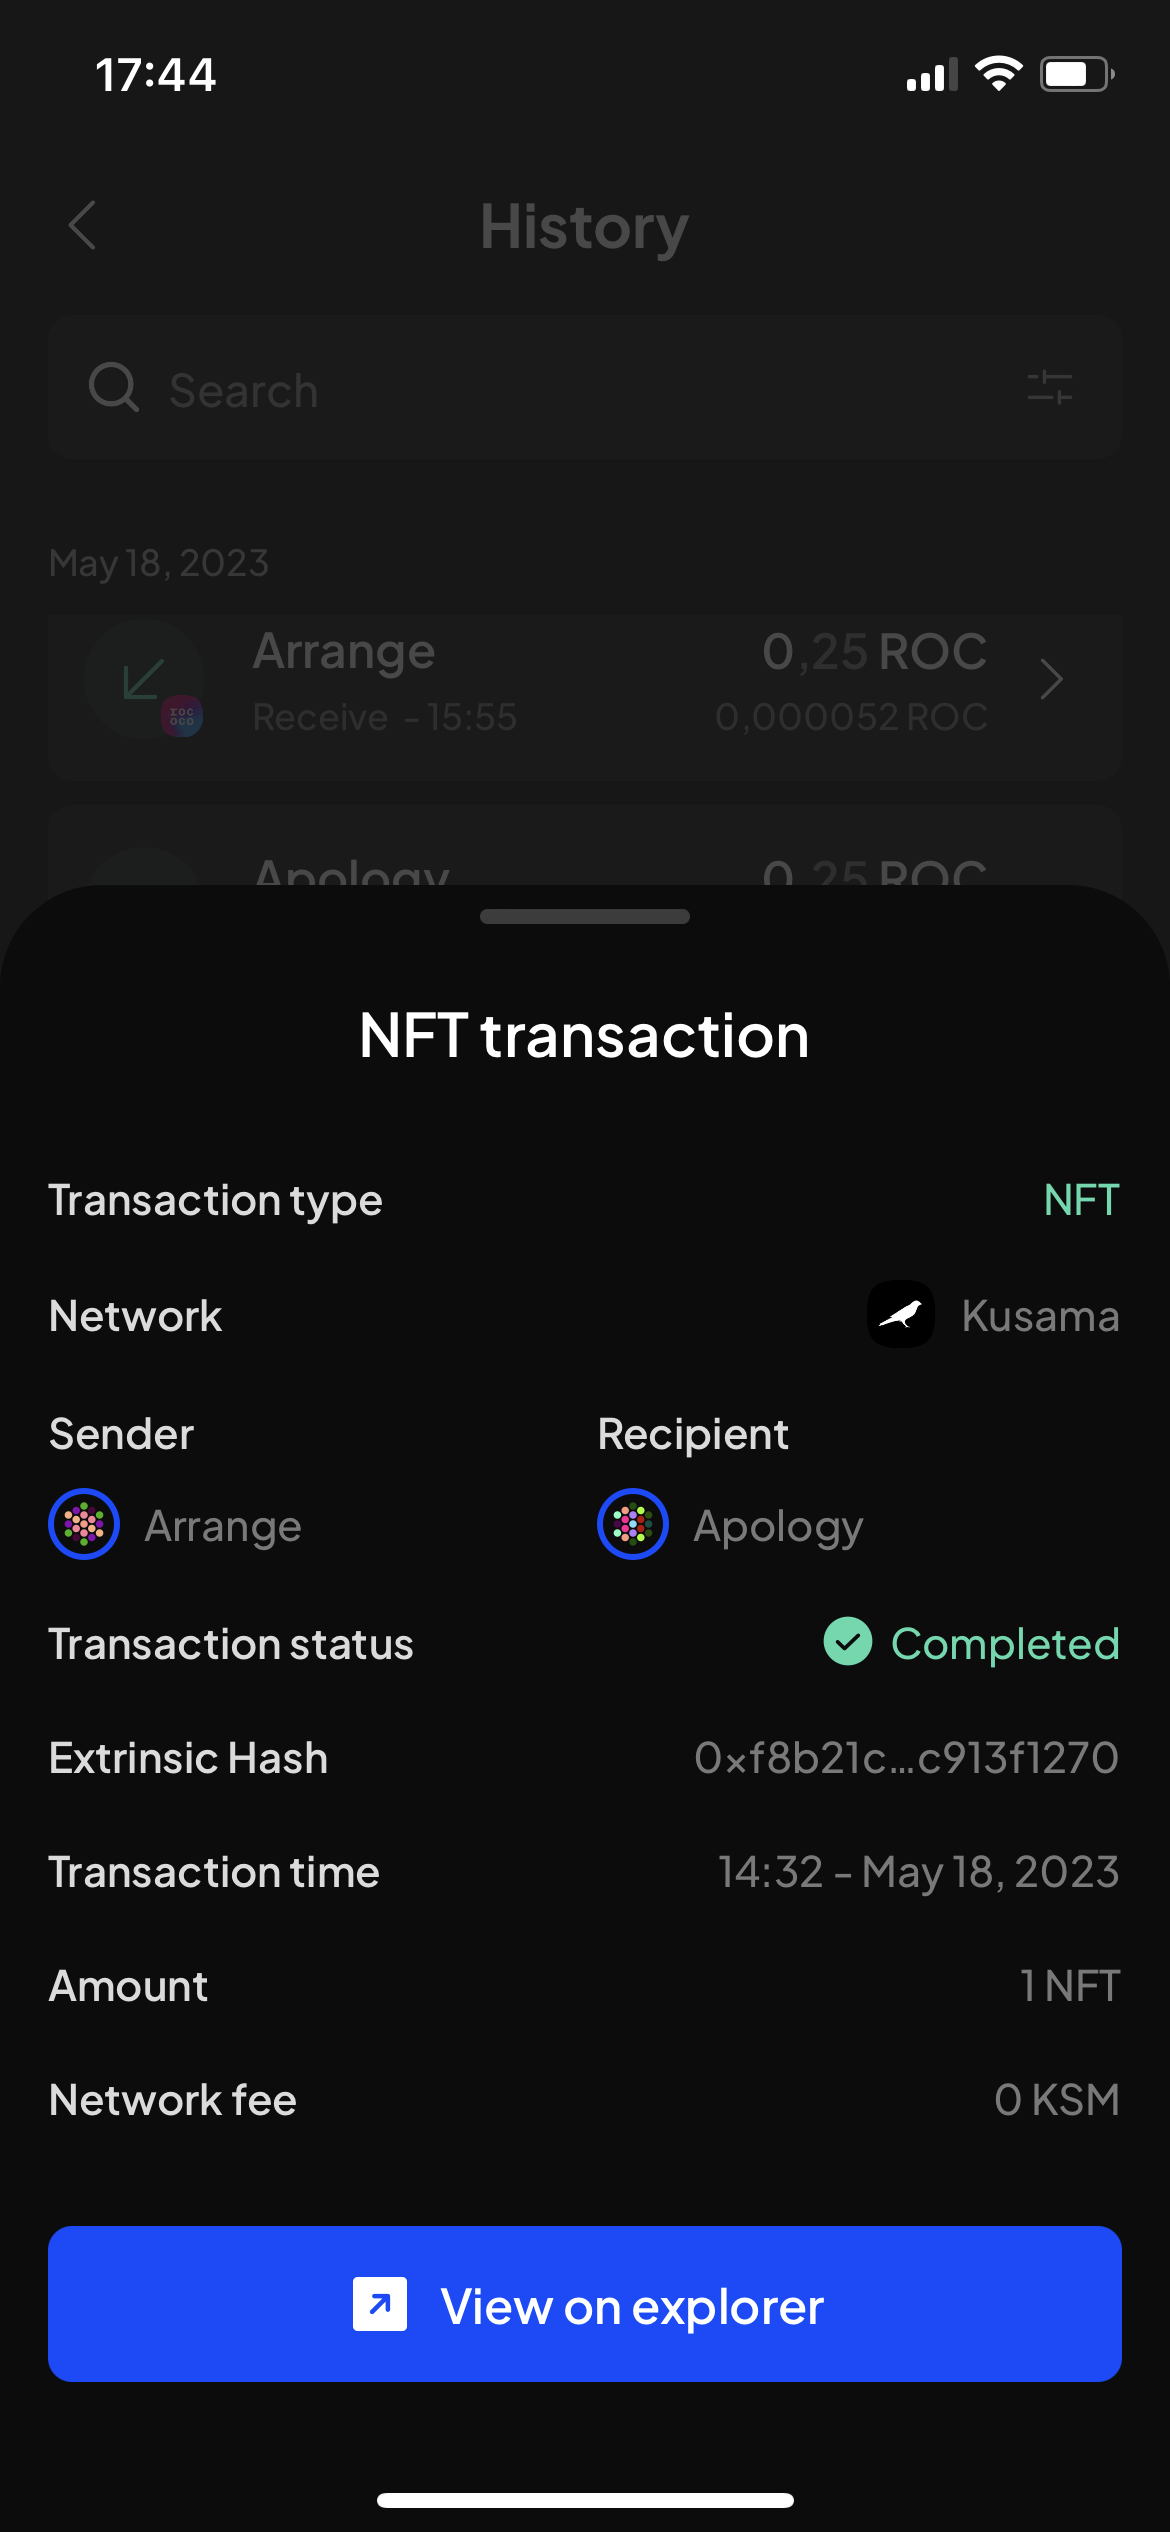 17:44
History
Search
May 18, 2023
Arrange 0,25 ROC
Receive - 15:55 0,000052 ROC
roc
oco
Apology 0,25 ROC
NFT transaction
Transaction type NFT
Network Kusama
Sender Recipient
Arrange Apology
Transaction status Completed
Extrinsic Hash 0xf8b21c...c913f1270
Transaction time 14:32 - May 18, 2023
Amount 1 NFT
Network fee 0 KSM
View on explorer